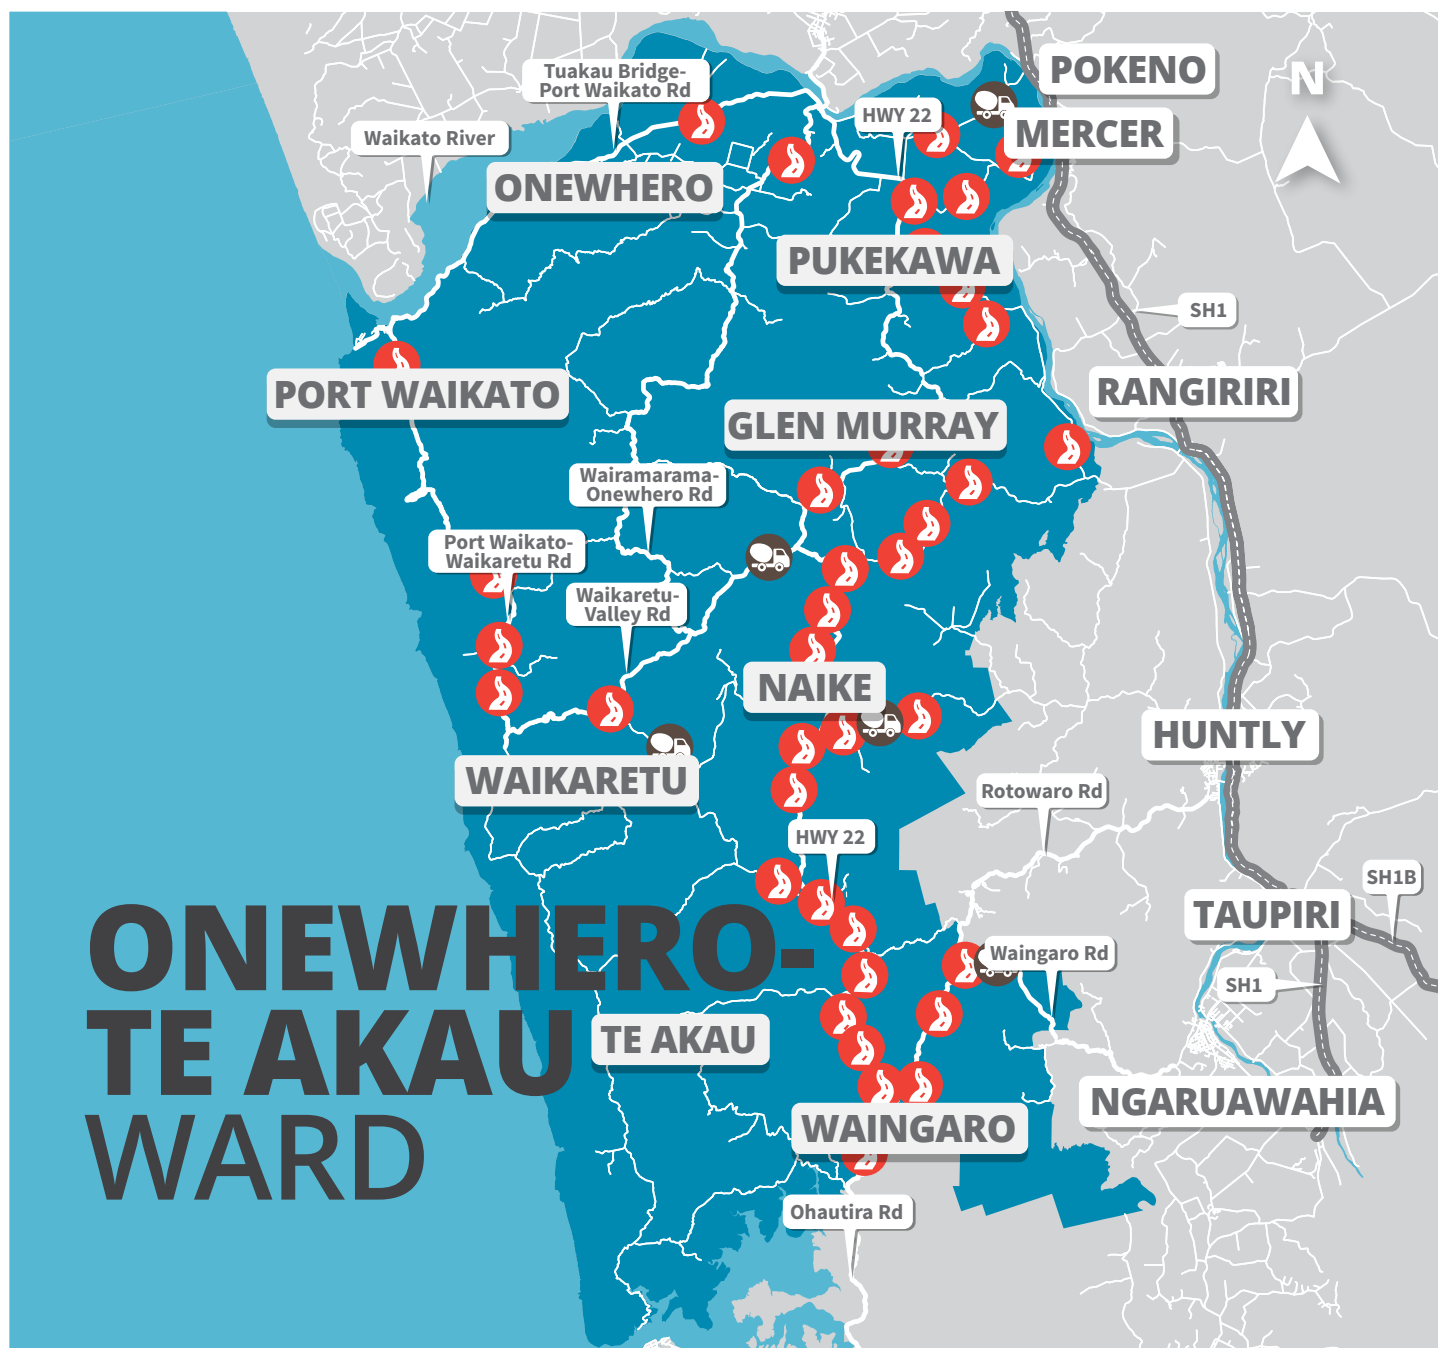 POKENO
Tuakau Bridge-
Port Waikato Rd
N
HWY 22
MERCER
Waikato River
ONEWHERO
PUKEKAWA
SH1
PORT WAIKATO
RANGIRIRI
GLEN MURRAY
Wairamarama-
Onewhero Rd
Port Waikato-
Waikaretu Rd
Waikaretu-
Valley Rd
NAIKE
HUNTLY
WAIKARETU
Rotowaro Rd
HWY 22
SH1B
TAUPIRI
ONEWHERO-
TE AKAU
WARD
Waingaro Rd
SH1
TE AKAU
NGARUAWAHIA
WAINGARO
Ohautira Rd